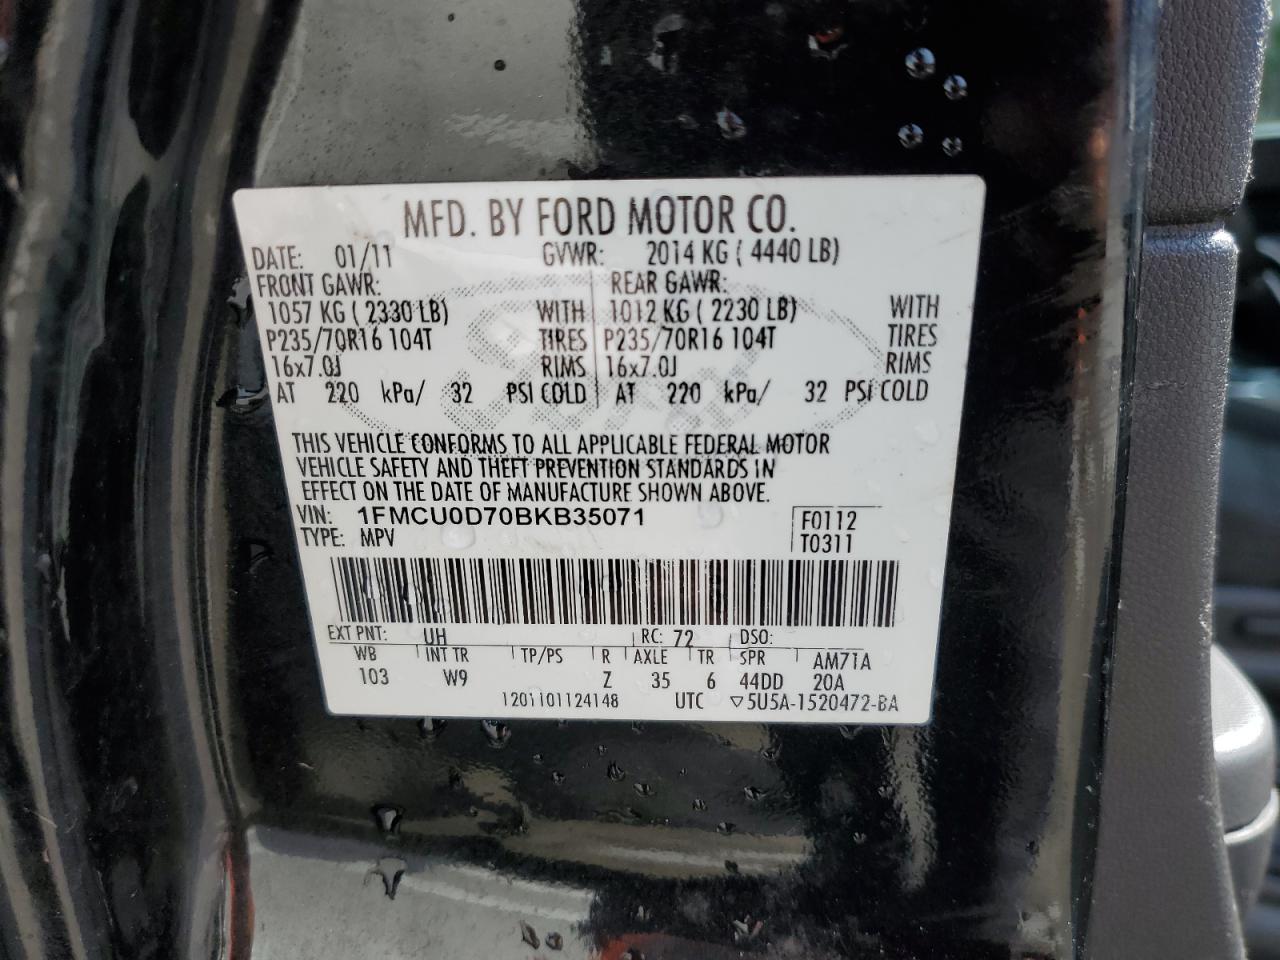 MFD. BY FORD MOTOR CO.
DATE: 01/11 GVWR: 2014 KG ( 4440 LB)
FRONT GAWR: REAR GAWR:
1057 KG ( 2330 LB) WITH 1012 KG ( 2230 LB) WITH
P235/70R16 104T TIRES P235/70R16 104T TIRES
16x7.0J RIMS 16x7.0J RIMS
AT 220 kPa/ 32 PSI COLD AT 220 kPa/ 32 PSI COLD
THIS VEHICLE CONFORMS TO ALL APPLICABLE FEDERAL MOTOR
VEHICLE SAFETY AND THEFT PREVENTION STANDARDS IN
EFFECT ON THE DATE OF MANUFACTURE SHOWN ABOVE.
VIN: 1FMCU0D70BKB35071 F0112
TYPE: MPV T0311
EXT PNT: UH RC: 72 DSO:
WB INT TR TP/PS R AXLE TR SPR AM71A
103 W9 Z 35 6 44DD 20A
1201101124148 UTC ▽5U5A-1520472-BA
Ford